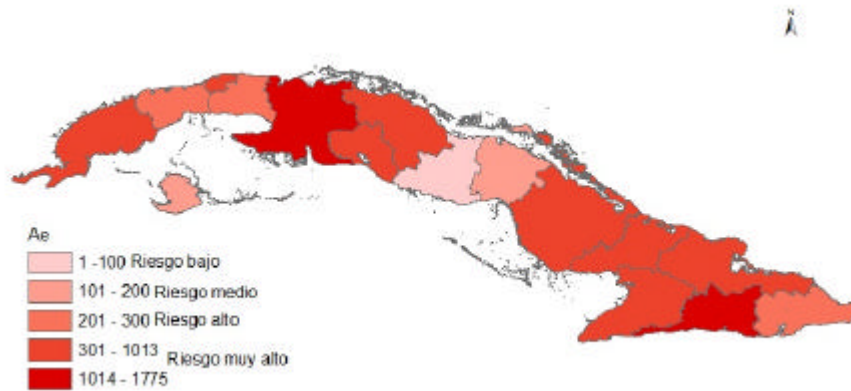 N
Ae
1 -100 Riesgo bajo
101 - 200 Riesgo medio
201 - 300 Riesgo alto
301 - 1013 Riesgo muy alto
1014 - 1775